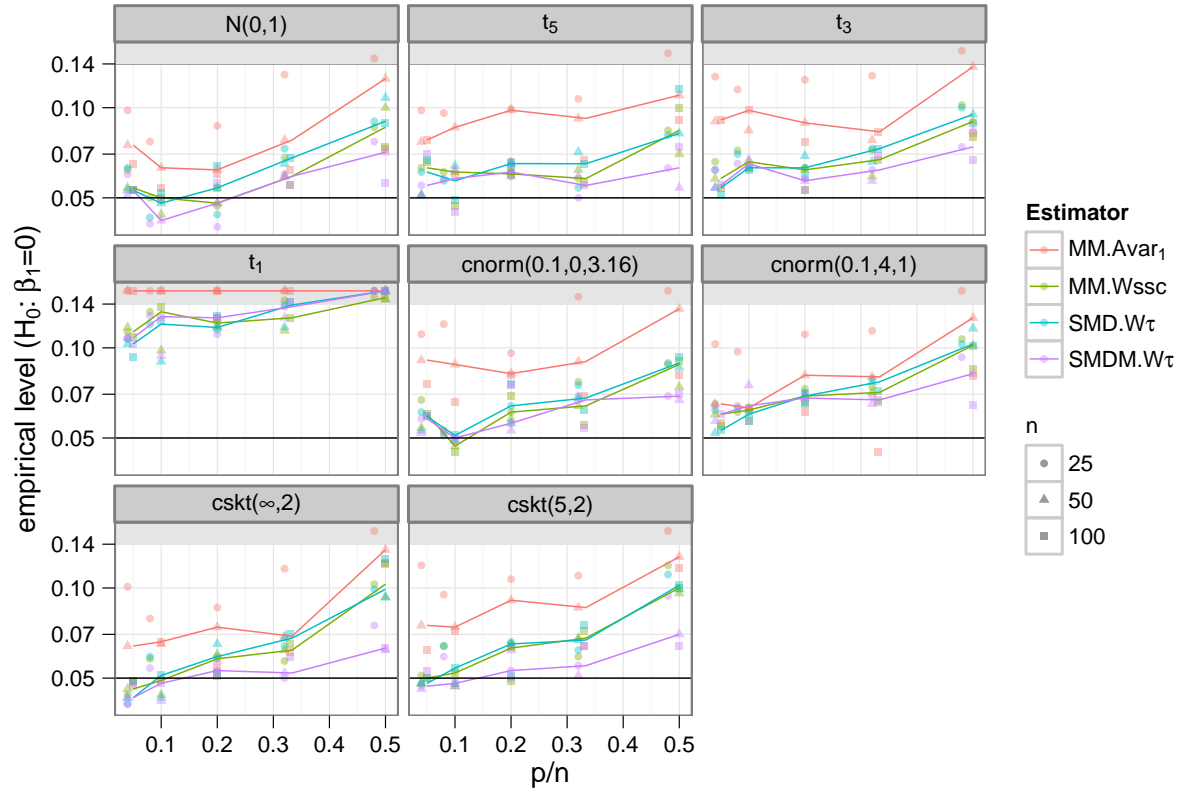 N(0,1)
t₅
t₃
0.14
0.10
0.07
0.05
t₁
cnorm(0.1,0,3.16)
cnorm(0.1,4,1)
0.14
0.10
0.07
0.05
cskt(∞,2)
cskt(5,2)
0.14
0.10
0.07
0.05
0.1 0.2 0.3 0.4 0.5
0.1 0.2 0.3 0.4 0.5
p/n
empirical level (H₀: β₁=0)
Estimator
MM.Avar₁
MM.Wssc
SMD.Wτ
SMDM.Wτ
n
25
50
100